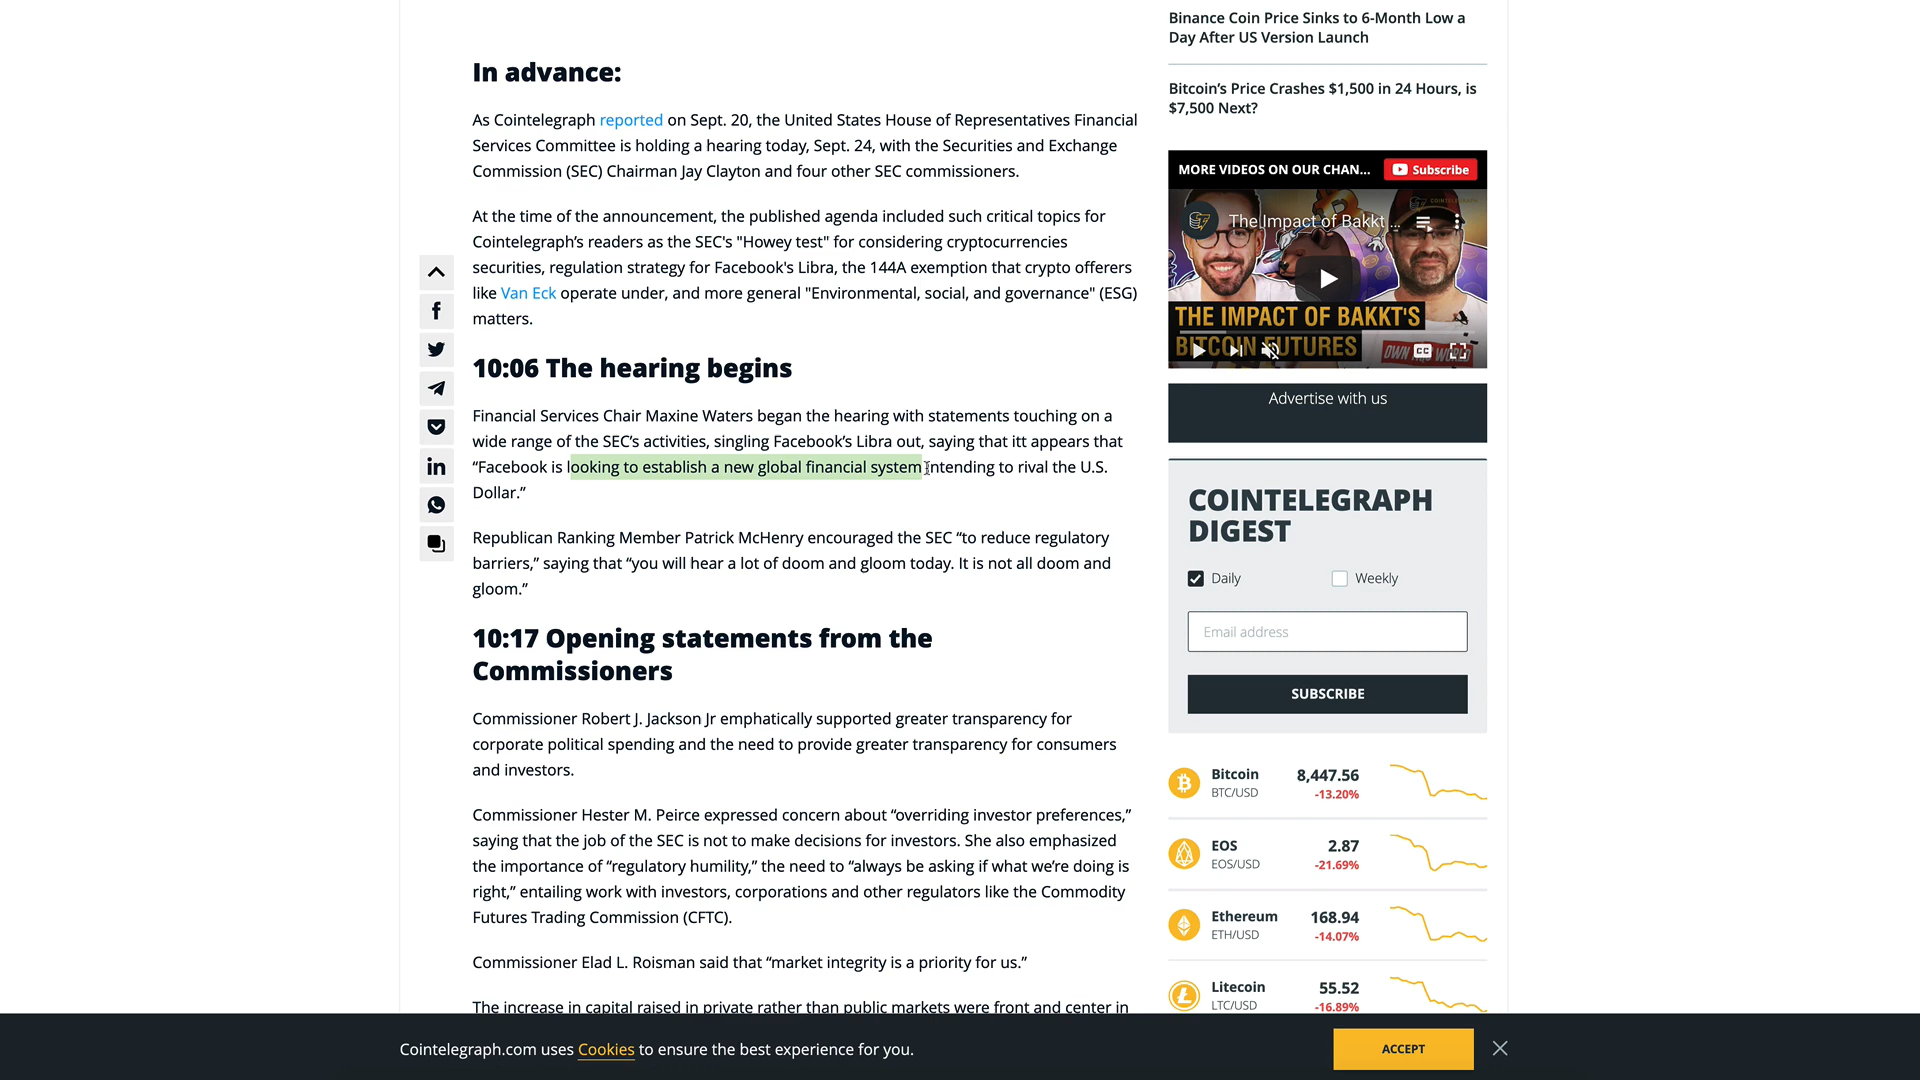 In advance:
As Cointelegraph reported on Sept. 20, the United States House of Representatives Financial
Services Committee is holding a hearing today, Sept. 24, with the Securities and Exchange
Commission (SEC) Chairman Jay Clayton and four other SEC commissioners.
At the time of the announcement, the published agenda included such critical topics for
Cointelegraph’s readers as the SEC's "Howey test" for considering cryptocurrencies
securities, regulation strategy for Facebook's Libra, the 144A exemption that crypto offerers
like Van Eck operate under, and more general "Environmental, social, and governance" (ESG)
matters.
10:06 The hearing begins
Financial Services Chair Maxine Waters began the hearing with statements touching on a
wide range of the SEC’s activities, singling Facebook’s Libra out, saying that itt appears that
“Facebook is looking to establish a new global financial system intending to rival the U.S.
Dollar.”
Republican Ranking Member Patrick McHenry encouraged the SEC “to reduce regulatory
barriers,” saying that “you will hear a lot of doom and gloom today. It is not all doom and
gloom.”
10:17 Opening statements from the
Commissioners
Commissioner Robert J. Jackson Jr emphatically supported greater transparency for
corporate political spending and the need to provide greater transparency for consumers
and investors.
Commissioner Hester M. Peirce expressed concern about “overriding investor preferences,”
saying that the job of the SEC is not to make decisions for investors. She also emphasized
the importance of “regulatory humility,” the need to “always be asking if what we’re doing is
right,” entailing work with investors, corporations and other regulators like the Commodity
Futures Trading Commission (CFTC).
Commissioner Elad L. Roisman said that “market integrity is a priority for us.”
The increase in capital raised in private rather than public markets were front and center in
Binance Coin Price Sinks to 6-Month Low a
Day After US Version Launch
Bitcoin’s Price Crashes $1,500 in 24 Hours, is
$7,500 Next?
MORE VIDEOS ON OUR CHAN... Subscribe
COINTELEGRAPH
The Impact of Bakkt ...
THE IMPACT OF BAKKT'S
BITCOIN FUTURES
OWN
CC
Advertise with us
COINTELEGRAPH
DIGEST
Daily Weekly
Email address
SUBSCRIBE
Bitcoin 8,447.56
BTC/USD -13.20%
EOS 2.87
EOS/USD -21.69%
Ethereum 168.94
ETH/USD -14.07%
Litecoin 55.52
LTC/USD -16.89%
Cointelegraph.com uses Cookies to ensure the best experience for you.
ACCEPT